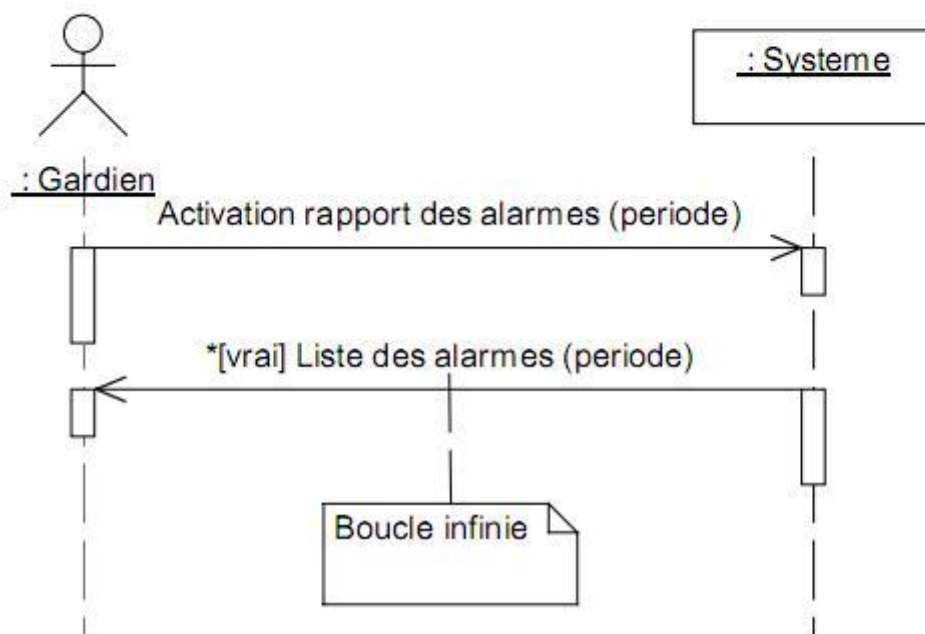 : Systeme
: Gardien
Activation rapport des alarmes (periode)
*[vrai] Liste des alarmes (periode)
Boucle infinie